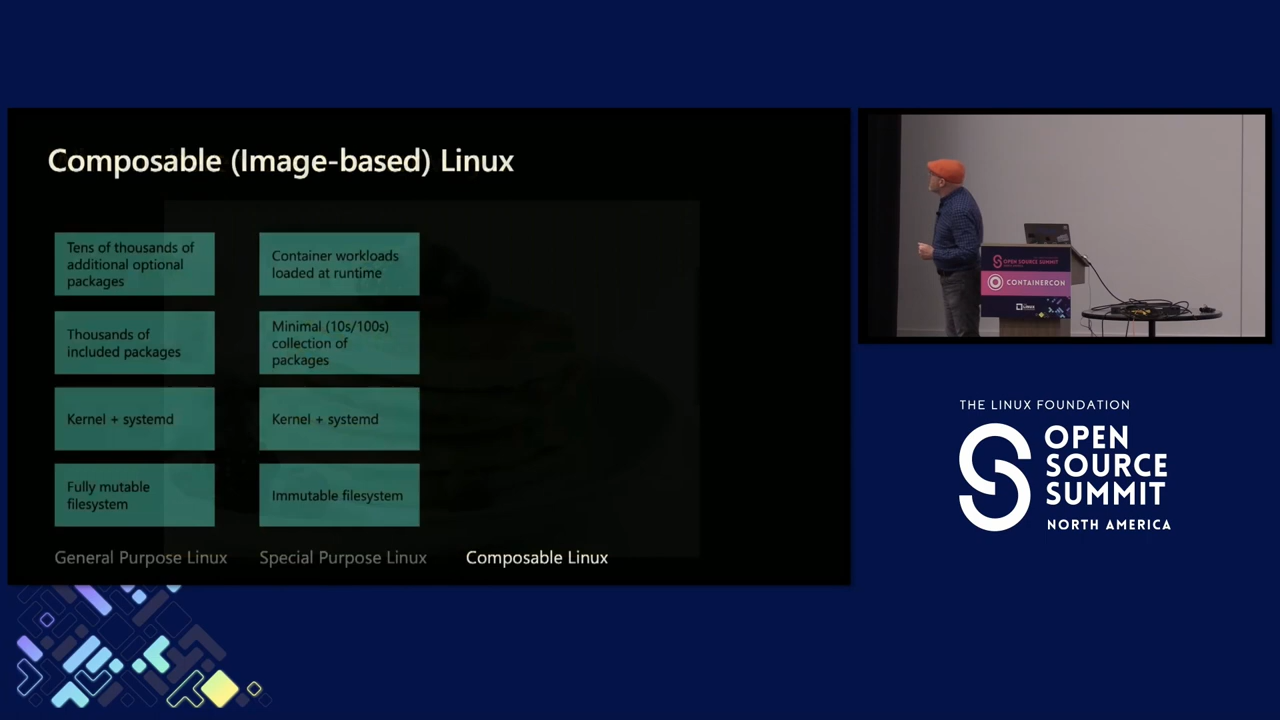 Composable (Image-based) Linux
Tens of thousands of
additional optional
packages
Container workloads
loaded at runtime
Thousands of
included packages
Minimal (10s/100s)
collection of
packages
Kernel + systemd
Kernel + systemd
Fully mutable
filesystem
Immutable filesystem
General Purpose Linux
Special Purpose Linux
Composable Linux
OPEN SOURCE SUMMIT
CONTAINERCON
THE LINUX FOUNDATION
OPEN
SOURCE
SUMMIT
NORTH AMERICA